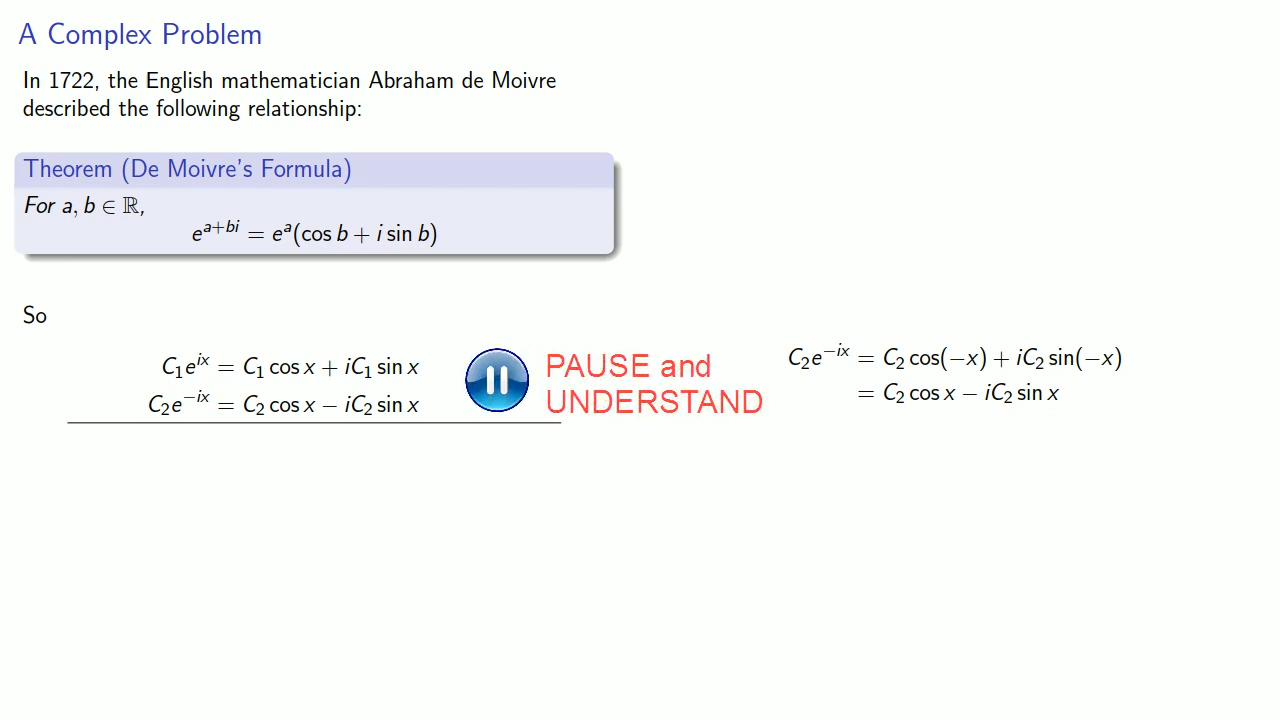 A Complex Problem
In 1722, the English mathematician Abraham de Moivre
described the following relationship:
Theorem (De Moivre's Formula)
For a, b ∈ ℝ,
e^{a+bi} = e^a(cos b + i sin b)
So
C₁e^{ix} = C₁ cos x + iC₁ sin x
C₂e^{−ix} = C₂ cos x − iC₂ sin x
PAUSE and
UNDERSTAND
C₂e^{−ix} = C₂ cos(−x) + iC₂ sin(−x)
= C₂ cos x − iC₂ sin x